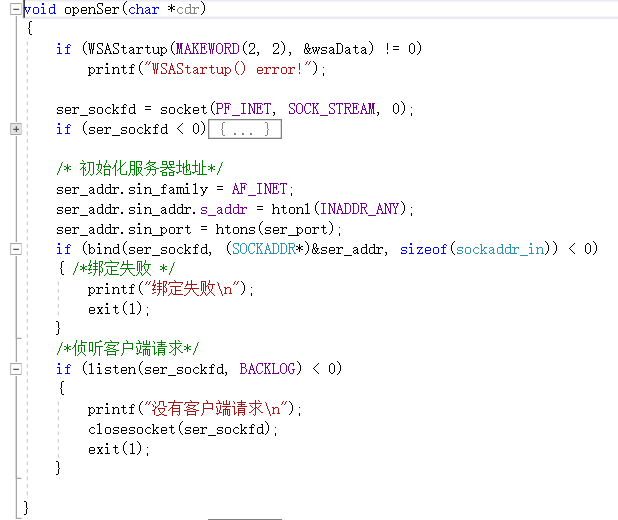 void openSer(char *cdr)
{
if (WSAStartup(MAKEWORD(2, 2), &wsaData) != 0)
printf("WSAStartup() error!");
ser_sockfd = socket(PF_INET, SOCK_STREAM, 0);
if (ser_sockfd < 0){ ... }
/* 初始化服务器地址*/
ser_addr.sin_family = AF_INET;
ser_addr.sin_addr.s_addr = htonl(INADDR_ANY);
ser_addr.sin_port = htons(ser_port);
if (bind(ser_sockfd, (SOCKADDR*)&ser_addr, sizeof(sockaddr_in)) < 0)
{ /*绑定失败 */
printf("绑定失败\n");
exit(1);
}
/*侦听客户端请求*/
if (listen(ser_sockfd, BACKLOG) < 0)
{
printf("没有客户端请求\n");
closesocket(ser_sockfd);
exit(1);
}
}